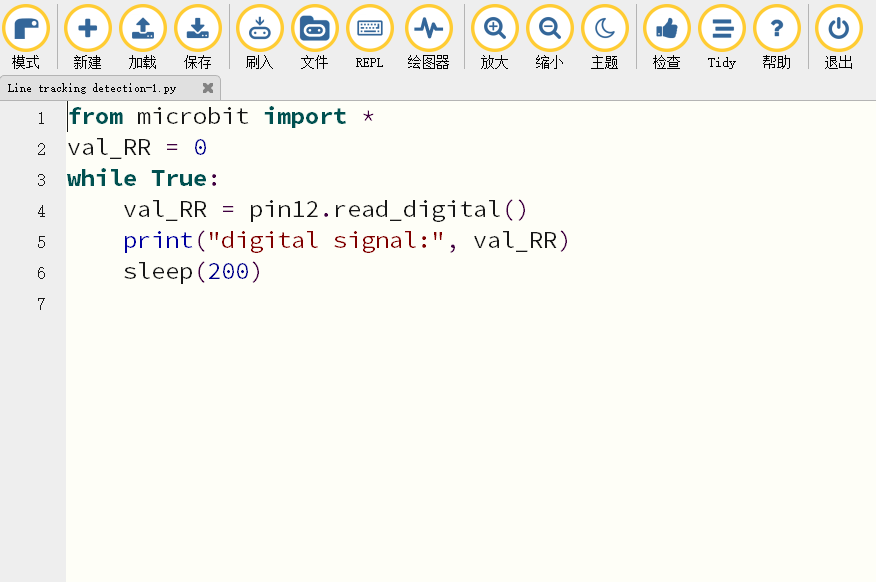 模式 新建 加载 保存 刷入 文件 REPL 绘图器 放大 缩小 主题 检查 Tidy 帮助 退出
Line tracking detection-1.py
1 from microbit import *
2 val_RR = 0
3 while True:
4     val_RR = pin12.read_digital()
5     print("digital signal:", val_RR)
6     sleep(200)
7